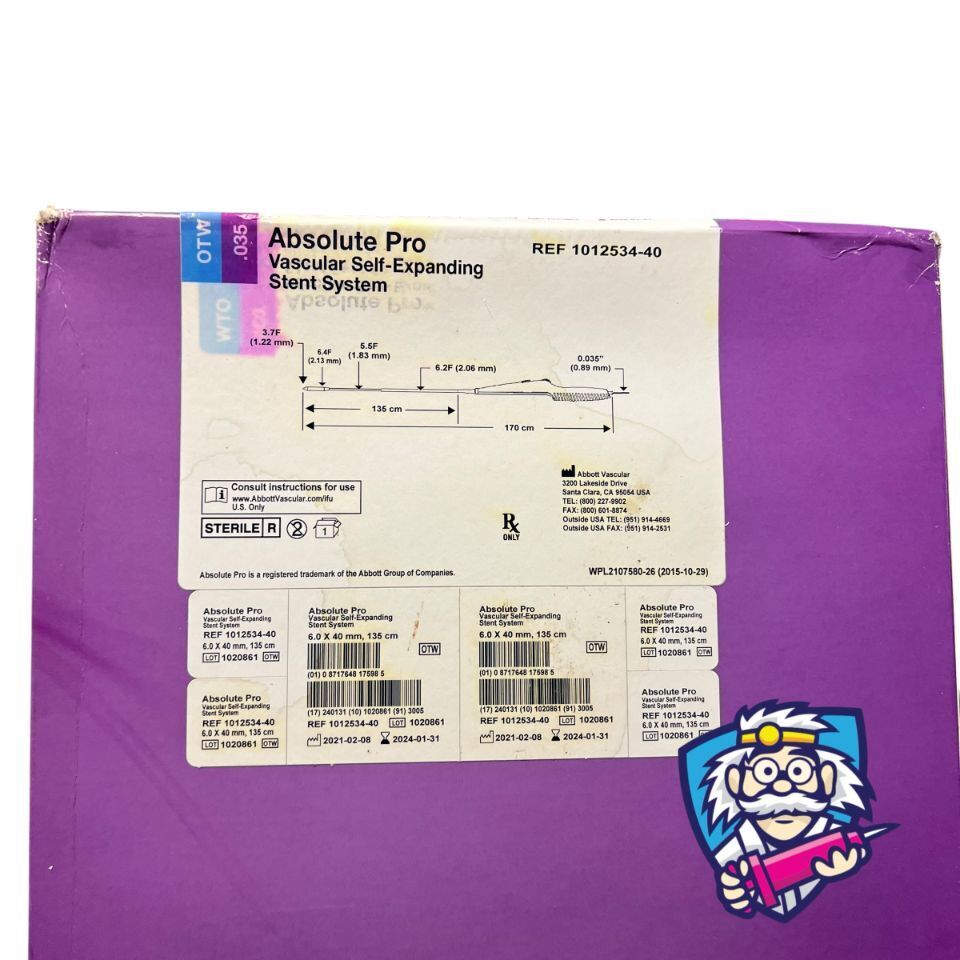 OTW .035
Absolute Pro
Vascular Self-Expanding
Stent System
REF 1012534-40
3.7F
(1.22 mm)
6.4F
(2.13 mm)
5.5F
(1.83 mm)
6.2F (2.06 mm)
0.035"
(0.89 mm)
135 cm
170 cm
Consult instructions for use
www.AbbottVascular.com/ifu
U.S. Only
STERILE R
2
1
Rx
ONLY
Abbott Vascular
3200 Lakeside Drive
Santa Clara, CA 95054 USA
TEL: (800) 227-9902
FAX: (800) 601-8874
Outside USA TEL: (951) 914-4669
Outside USA FAX: (951) 914-2531
Absolute Pro is a registered trademark of the Abbott Group of Companies.
WPL2107580-26 (2015-10-29)
Absolute Pro
Vascular Self-Expanding
Stent System
REF 1012534-40
6.0 X 40 mm, 135 cm
LOT 1020861 OTW
Absolute Pro
Vascular Self-Expanding
Stent System
REF 1012534-40
6.0 X 40 mm, 135 cm
LOT 1020861 OTW
Absolute Pro
Vascular Self-Expanding
Stent System
6.0 X 40 mm, 135 cm
OTW
(01) 0 8717648 17598 5
(17) 240131 (10) 1020861 (91) 3005
REF 1012534-40 LOT 1020861
2021-02-08 2024-01-31
Absolute Pro
Vascular Self-Expanding
Stent System
6.0 X 40 mm, 135 cm
OTW
(01) 0 8717648 17598 5
(17) 240131 (10) 1020861 (91) 3005
REF 1012534-40 LOT 1020861
2021-02-08 2024-01-31
Absolute Pro
Vascular Self-Expanding
Stent System
REF 1012534-40
6.0 X 40 mm, 135 cm
LOT 1020861 OTW
Absolute Pro
Vascular Self-Expanding
Stent System
REF 1012534-40
6.0 X 40 mm, 135 cm
LOT 1020861